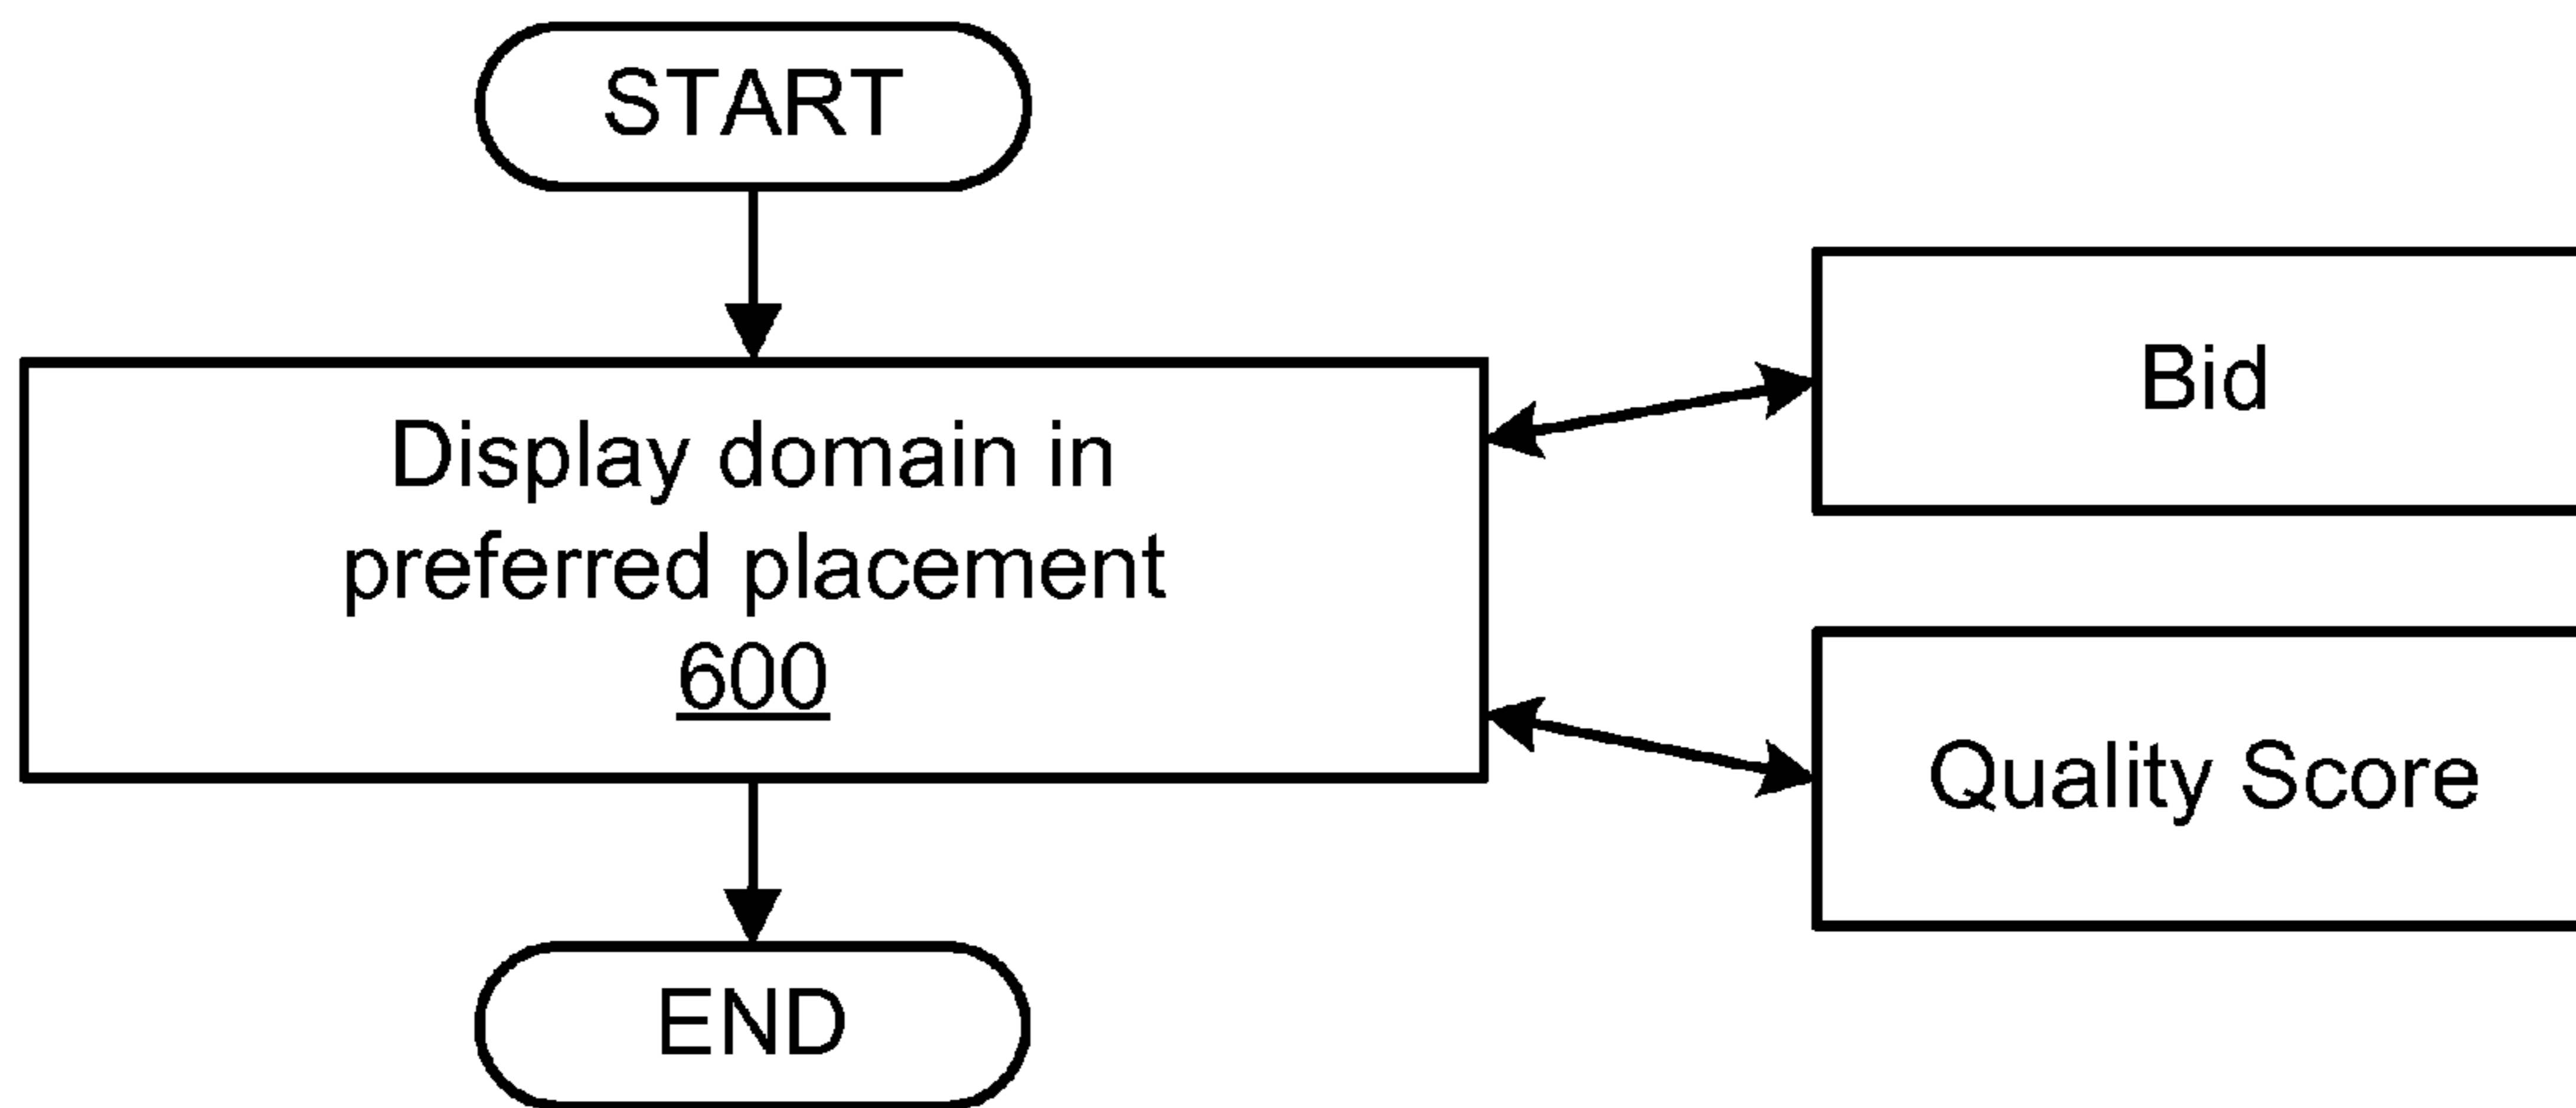 START
Display domain in
preferred placement
600
Bid
Quality Score
END